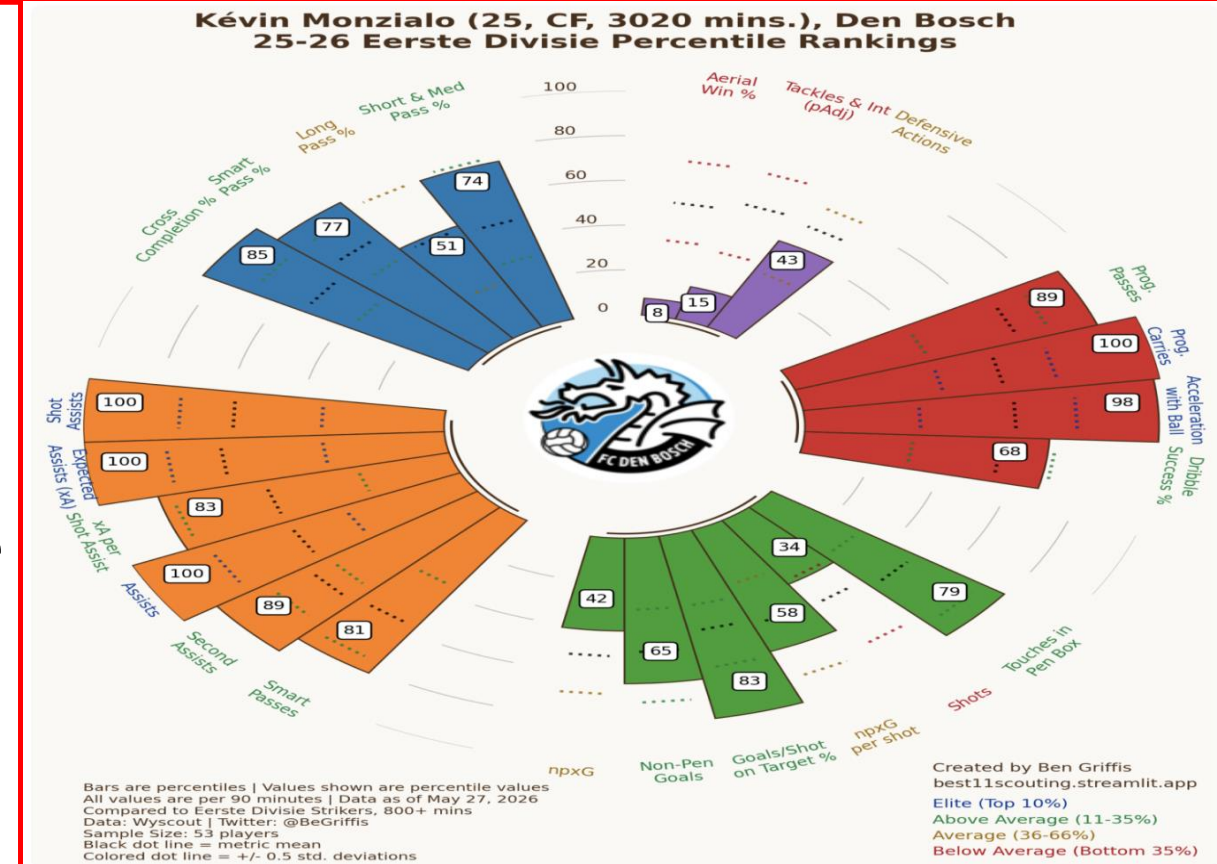 Kévin Monzialo (25, CF, 3020 mins.), Den Bosch
25-26 Eerste Divisie Percentile Rankings
100
80
60
40
20
0
Aerial
Win %
Tackles & Int
(pAdj)
Defensive
Actions
Prog.
Passes
Prog.
Carries
Acceleration
with Ball
Dribble
Success %
Touches in
Pen Box
Shots
npxG
per shot
Goals/Shot
on Target %
Non-Pen
Goals
npxG
Smart
Passes
Second
Assists
Assists
xA per
Shot Assist
Expected
Assists (xA)
Shot
Assists
Cross
Completion %
Smart
Pass %
Long
Pass %
Short & Med
Pass %
8
15
43
89
100
98
68
79
34
58
83
65
42
81
89
100
83
100
100
85
77
51
74
FC DEN BOSCH
Bars are percentiles | Values shown are percentile values
All values are per 90 minutes | Data as of May 27, 2026
Compared to Eerste Divisie Strikers, 800+ mins
Data: Wyscout | Twitter: @BeGriffis
Sample Size: 53 players
Black dot line = metric mean
Colored dot line = +/- 0.5 std. deviations
Created by Ben Griffis
best11scouting.streamlit.app
Elite (Top 10%)
Above Average (11-35%)
Average (36-66%)
Below Average (Bottom 35%)